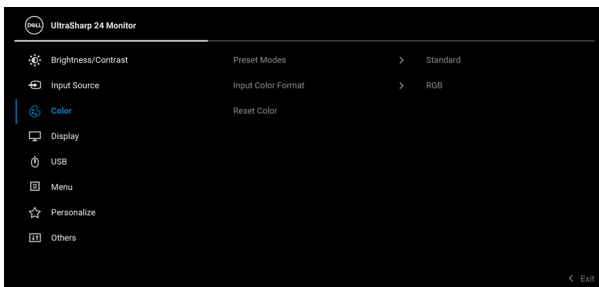 DELL UltraSharp 24 Monitor
Brightness/Contrast Preset Modes > Standard
Input Source Input Color Format > RGB
Color Reset Color
Display
USB
Menu
Personalize
Others
< Exit